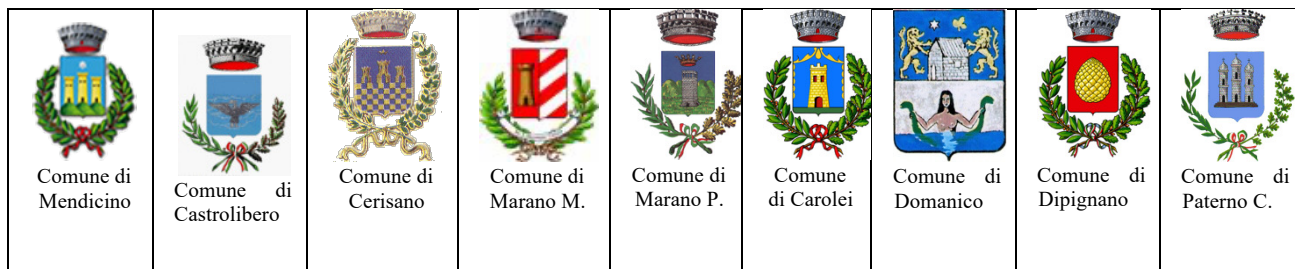 Comune di
Mendicino
Comune di
Castrolibero
Comune di
Cerisano
Comune di
Marano M.
Comune di
Marano P.
Comune
di Carolei
Comune di
Domanico
Comune di
Dipignano
Comune di
Paterno C.